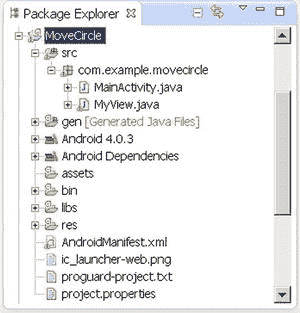 Package Explorer
MoveCircle
src
com.example.movecircle
MainActivity.java
MyView.java
gen [Generated Java Files]
Android 4.0.3
Android Dependencies
assets
bin
libs
res
AndroidManifest.xml
ic_launcher-web.png
proguard-project.txt
project.properties